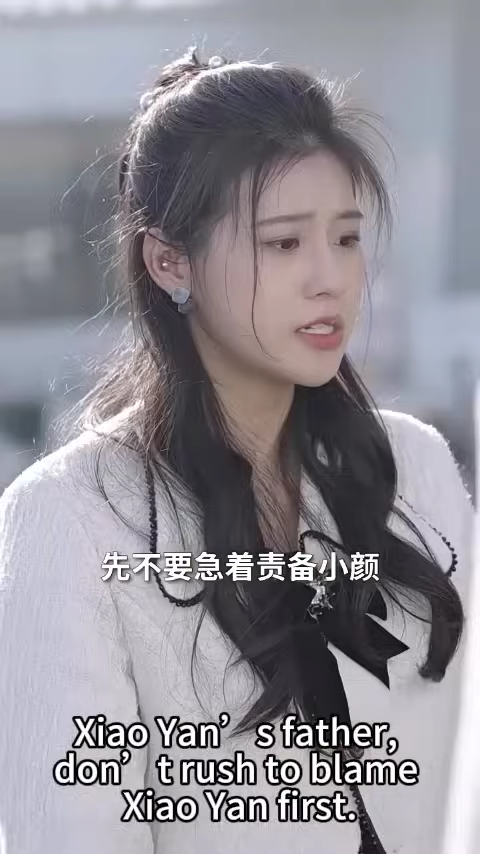 先不要急着责备小颜
Xiao Yan’s father,
don’t rush to blame
Xiao Yan first.